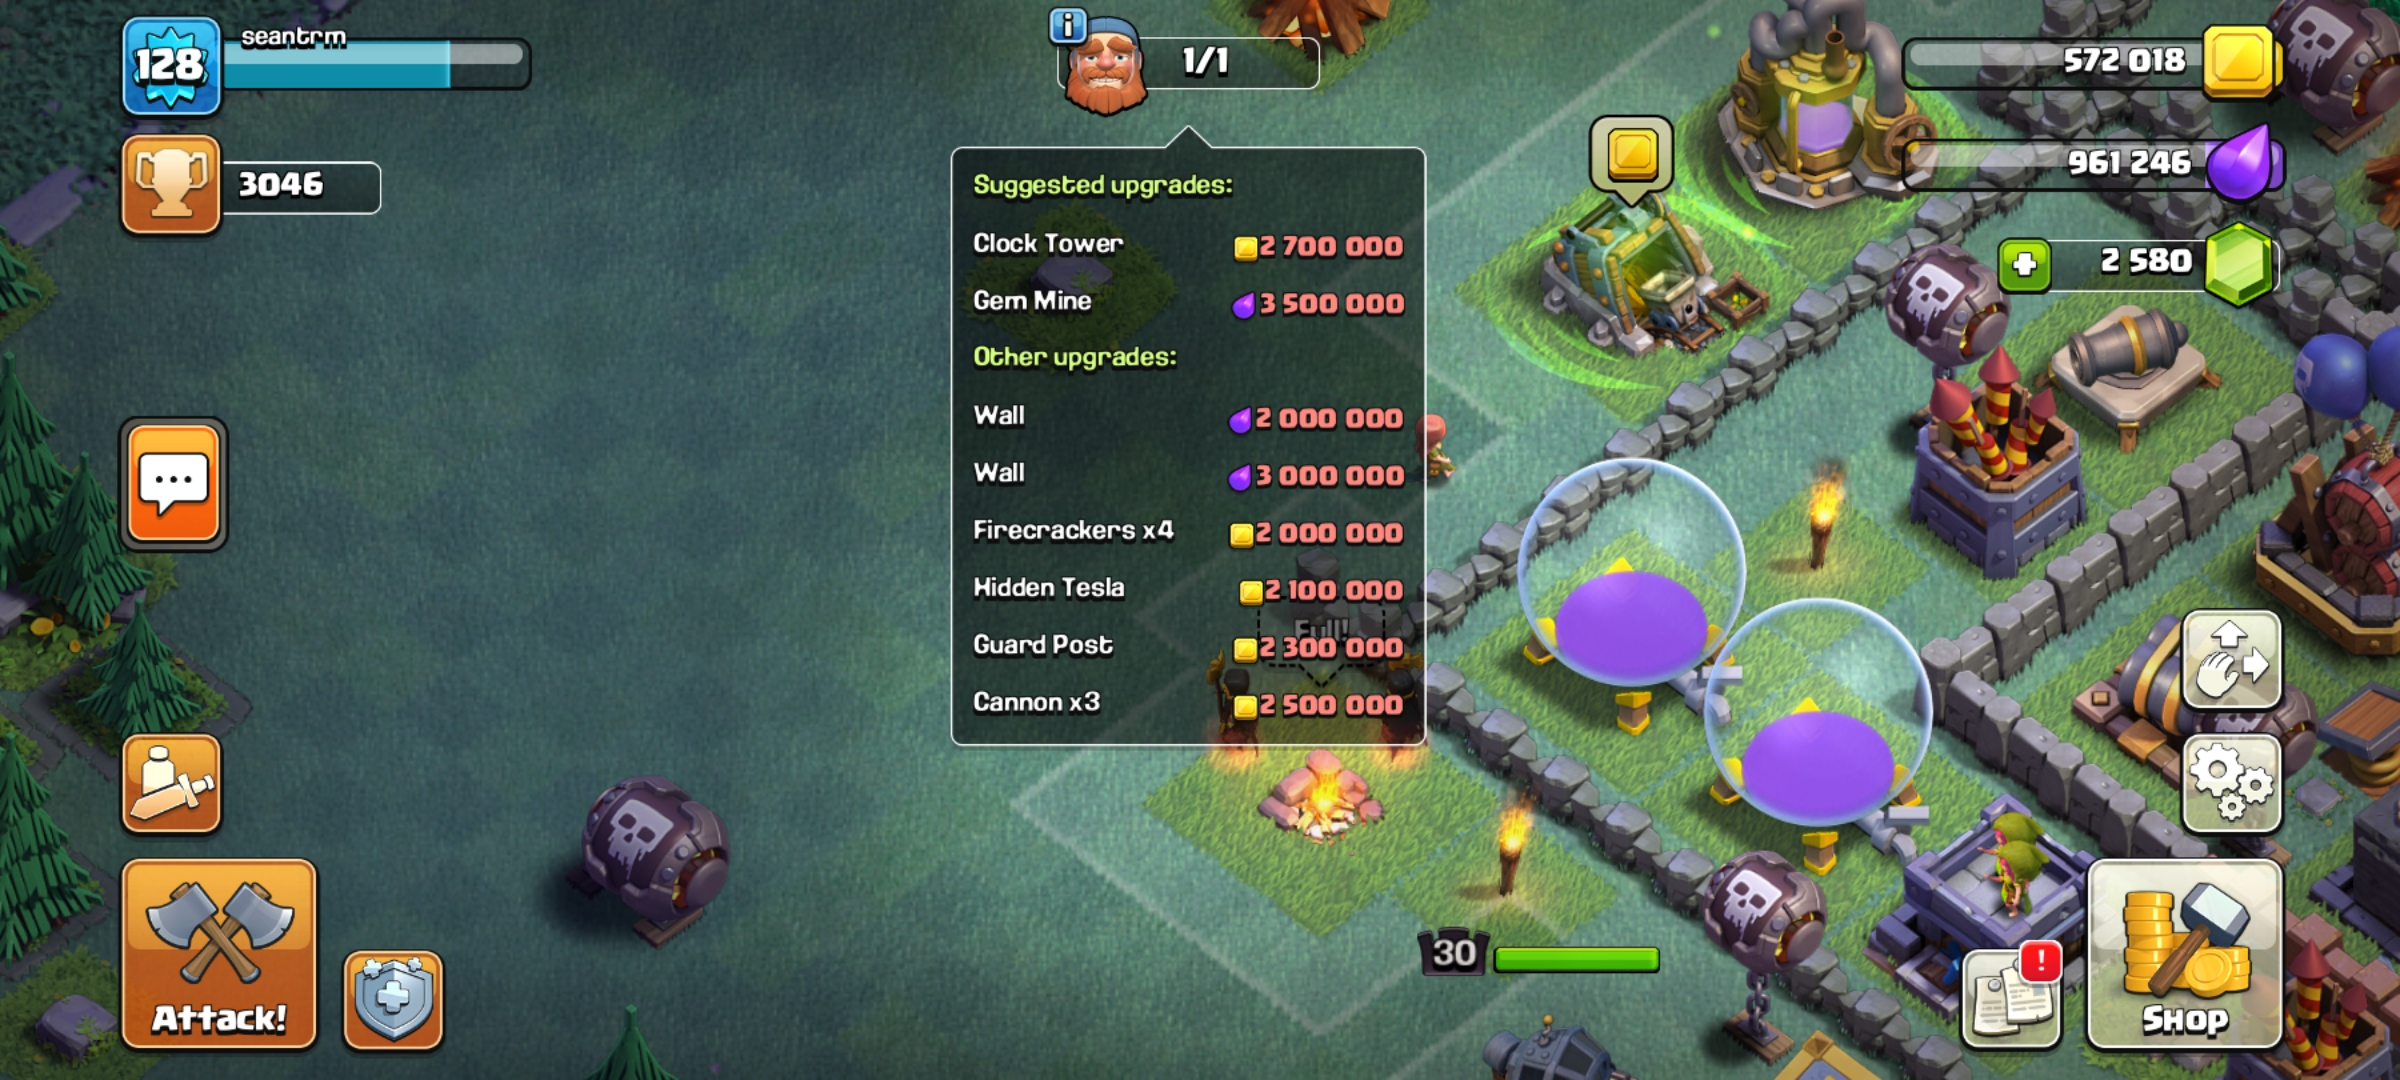 128
seantrm
3046
1/1
572 018
961 246
2 580
Suggested upgrades:
Clock Tower 2 700 000
Gem Mine 3 500 000
Other upgrades:
Wall 2 000 000
Wall 3 000 000
Firecrackers x4 2 000 000
Hidden Tesla 2 100 000
Full!
Guard Post 2 300 000
Cannon x3 2 500 000
30
!
Attack!
Shop